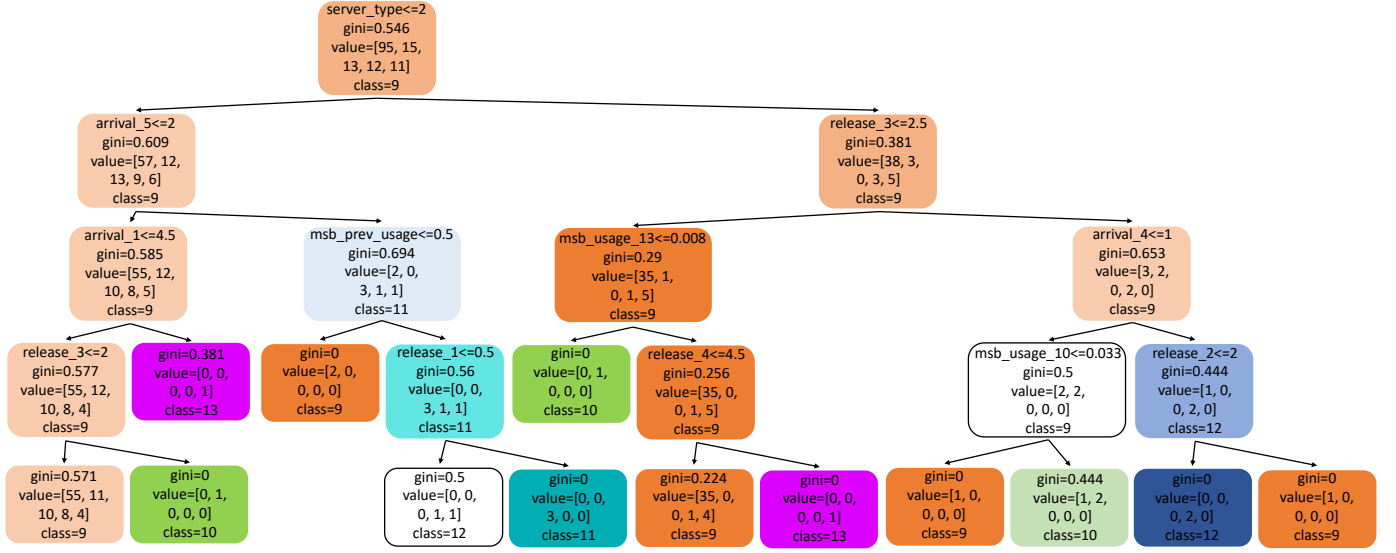 server_type<=2
gini=0.546
value=[95, 15,
13, 12, 11]
class=9
arrival_5<=2
gini=0.609
value=[57, 12,
13, 9, 6]
class=9
release_3<=2.5
gini=0.381
value=[38, 3,
0, 3, 5]
class=9
arrival_1<=4.5
gini=0.585
value=[55, 12,
10, 8, 5]
class=9
msb_prev_usage<=0.5
gini=0.694
value=[2, 0,
3, 1, 1]
class=11
msb_usage_13<=0.008
gini=0.29
value=[35, 1,
0, 1, 5]
class=9
arrival_4<=1
gini=0.653
value=[3, 2,
0, 2, 0]
class=9
release_3<=2
gini=0.577
value=[55, 12,
10, 8, 4]
class=9
gini=0.381
value=[0, 0,
0, 0, 1]
class=13
gini=0
value=[2, 0,
0, 0, 0]
class=9
release_1<=0.5
gini=0.56
value=[0, 0,
3, 1, 1]
class=11
gini=0
value=[0, 1,
0, 0, 0]
class=10
release_4<=4.5
gini=0.256
value=[35, 0,
0, 1, 5]
class=9
msb_usage_10<=0.033
gini=0.5
value=[2, 2,
0, 0, 0]
class=9
release_2<=2
gini=0.444
value=[1, 0,
0, 2, 0]
class=12
gini=0.571
value=[55, 11,
10, 8, 4]
class=9
gini=0
value=[0, 1,
0, 0, 0]
class=10
gini=0.5
value=[0, 0,
0, 1, 1]
class=12
gini=0
value=[0, 0,
3, 0, 0]
class=11
gini=0.224
value=[35, 0,
0, 1, 4]
class=9
gini=0
value=[0, 0,
0, 0, 1]
class=13
gini=0
value=[1, 0,
0, 0, 0]
class=9
gini=0.444
value=[1, 2,
0, 0, 0]
class=10
gini=0
value=[0, 0,
0, 2, 0]
class=12
gini=0
value=[1, 0,
0, 0, 0]
class=9